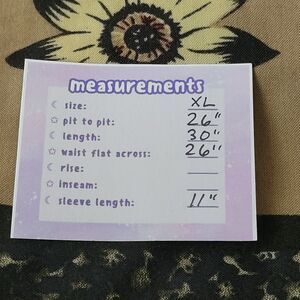 measurements
size: XL
pit to pit: 26"
length: 30"
waist flat across: 26"
rise:
inseam:
sleeve length: 11"